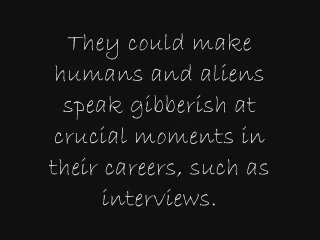 They could make
humans and aliens
speak gibberish at
crucial moments in
their careers, such as
interviews.